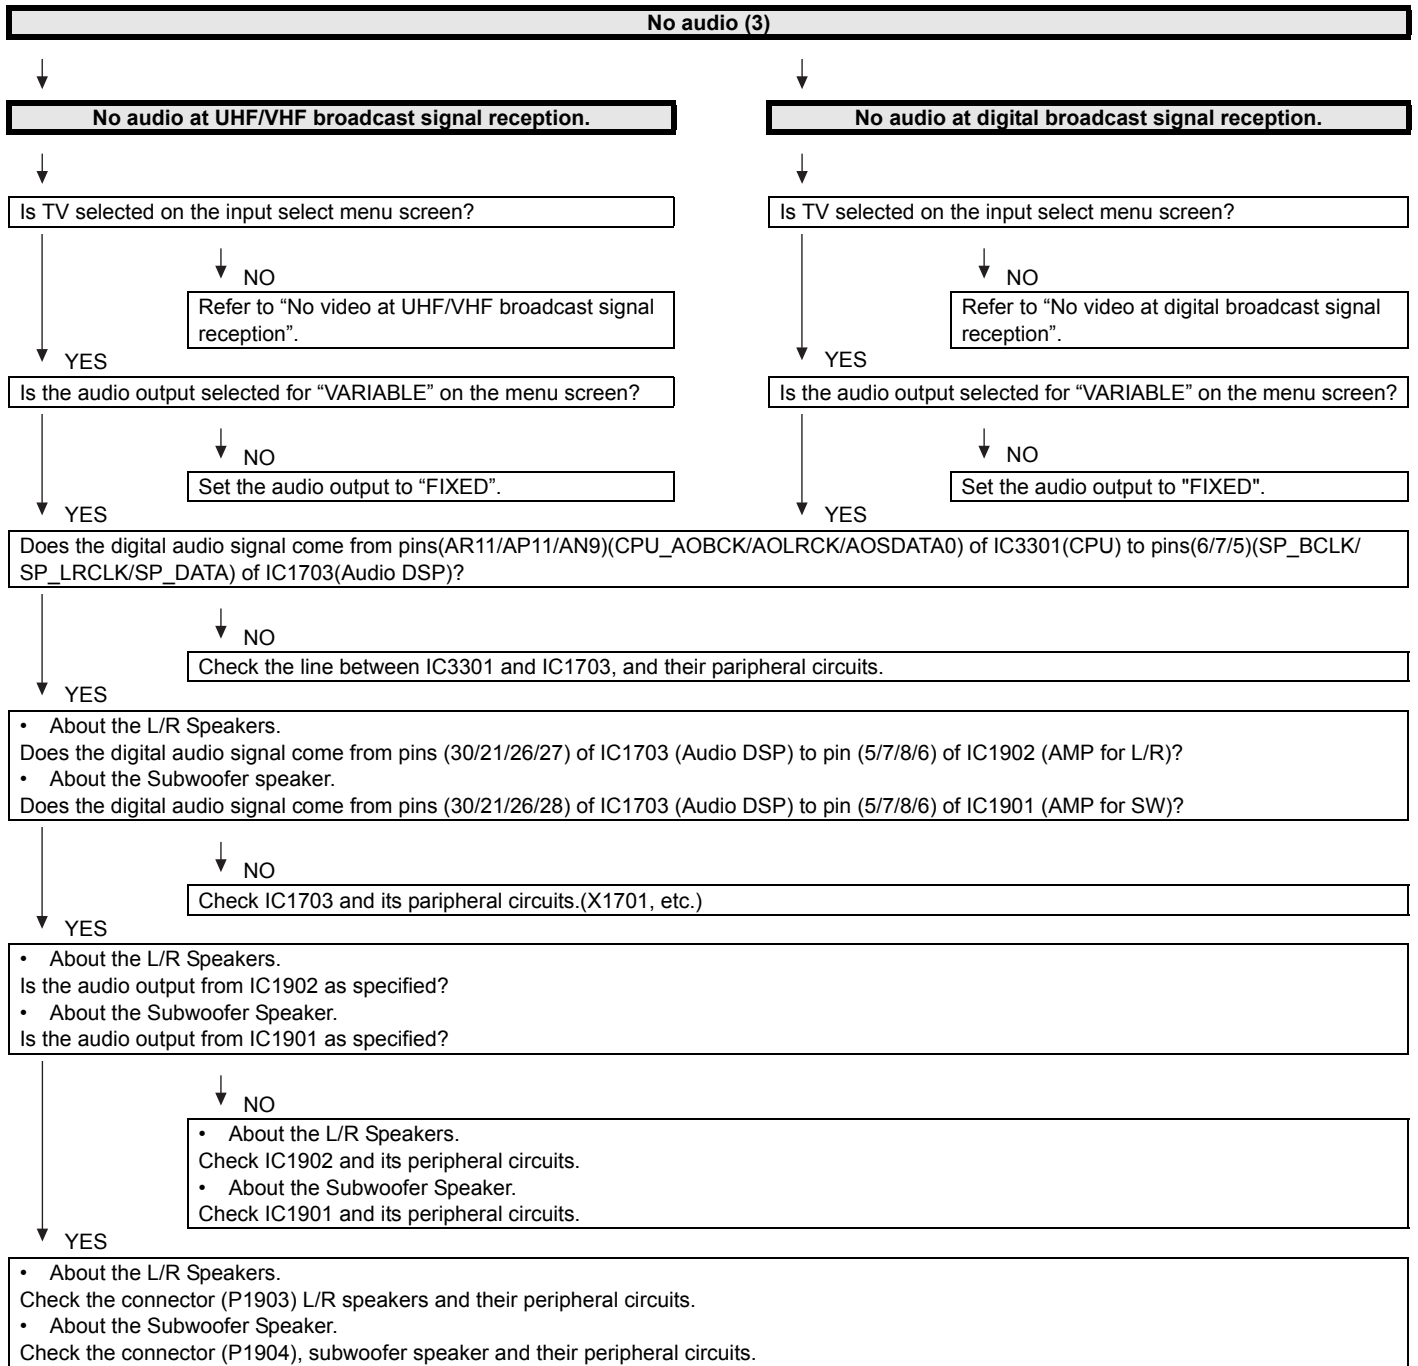 No audio (3)
No audio at UHF/VHF broadcast signal reception.
No audio at digital broadcast signal reception.
Is TV selected on the input select menu screen?
Is TV selected on the input select menu screen?
NO
NO
Refer to “No video at UHF/VHF broadcast signal
reception”.
Refer to “No video at digital broadcast signal
reception”.
YES
YES
Is the audio output selected for “VARIABLE” on the menu screen?
Is the audio output selected for “VARIABLE” on the menu screen?
NO
NO
Set the audio output to “FIXED”.
Set the audio output to "FIXED".
YES
YES
Does the digital audio signal come from pins(AR11/AP11/AN9)(CPU_AOBCK/AOLRCK/AOSDATA0) of IC3301(CPU) to pins(6/7/5)(SP_BCLK/
SP_LRCLK/SP_DATA) of IC1703(Audio DSP)?
NO
Check the line between IC3301 and IC1703, and their paripheral circuits.
YES
• About the L/R Speakers.
Does the digital audio signal come from pins (30/21/26/27) of IC1703 (Audio DSP) to pin (5/7/8/6) of IC1902 (AMP for L/R)?
• About the Subwoofer speaker.
Does the digital audio signal come from pins (30/21/26/28) of IC1703 (Audio DSP) to pin (5/7/8/6) of IC1901 (AMP for SW)?
NO
Check IC1703 and its paripheral circuits.(X1701, etc.)
YES
• About the L/R Speakers.
Is the audio output from IC1902 as specified?
• About the Subwoofer Speaker.
Is the audio output from IC1901 as specified?
NO
• About the L/R Speakers.
Check IC1902 and its peripheral circuits.
• About the Subwoofer Speaker.
Check IC1901 and its peripheral circuits.
YES
• About the L/R Speakers.
Check the connector (P1903) L/R speakers and their peripheral circuits.
• About the Subwoofer Speaker.
Check the connector (P1904), subwoofer speaker and their peripheral circuits.